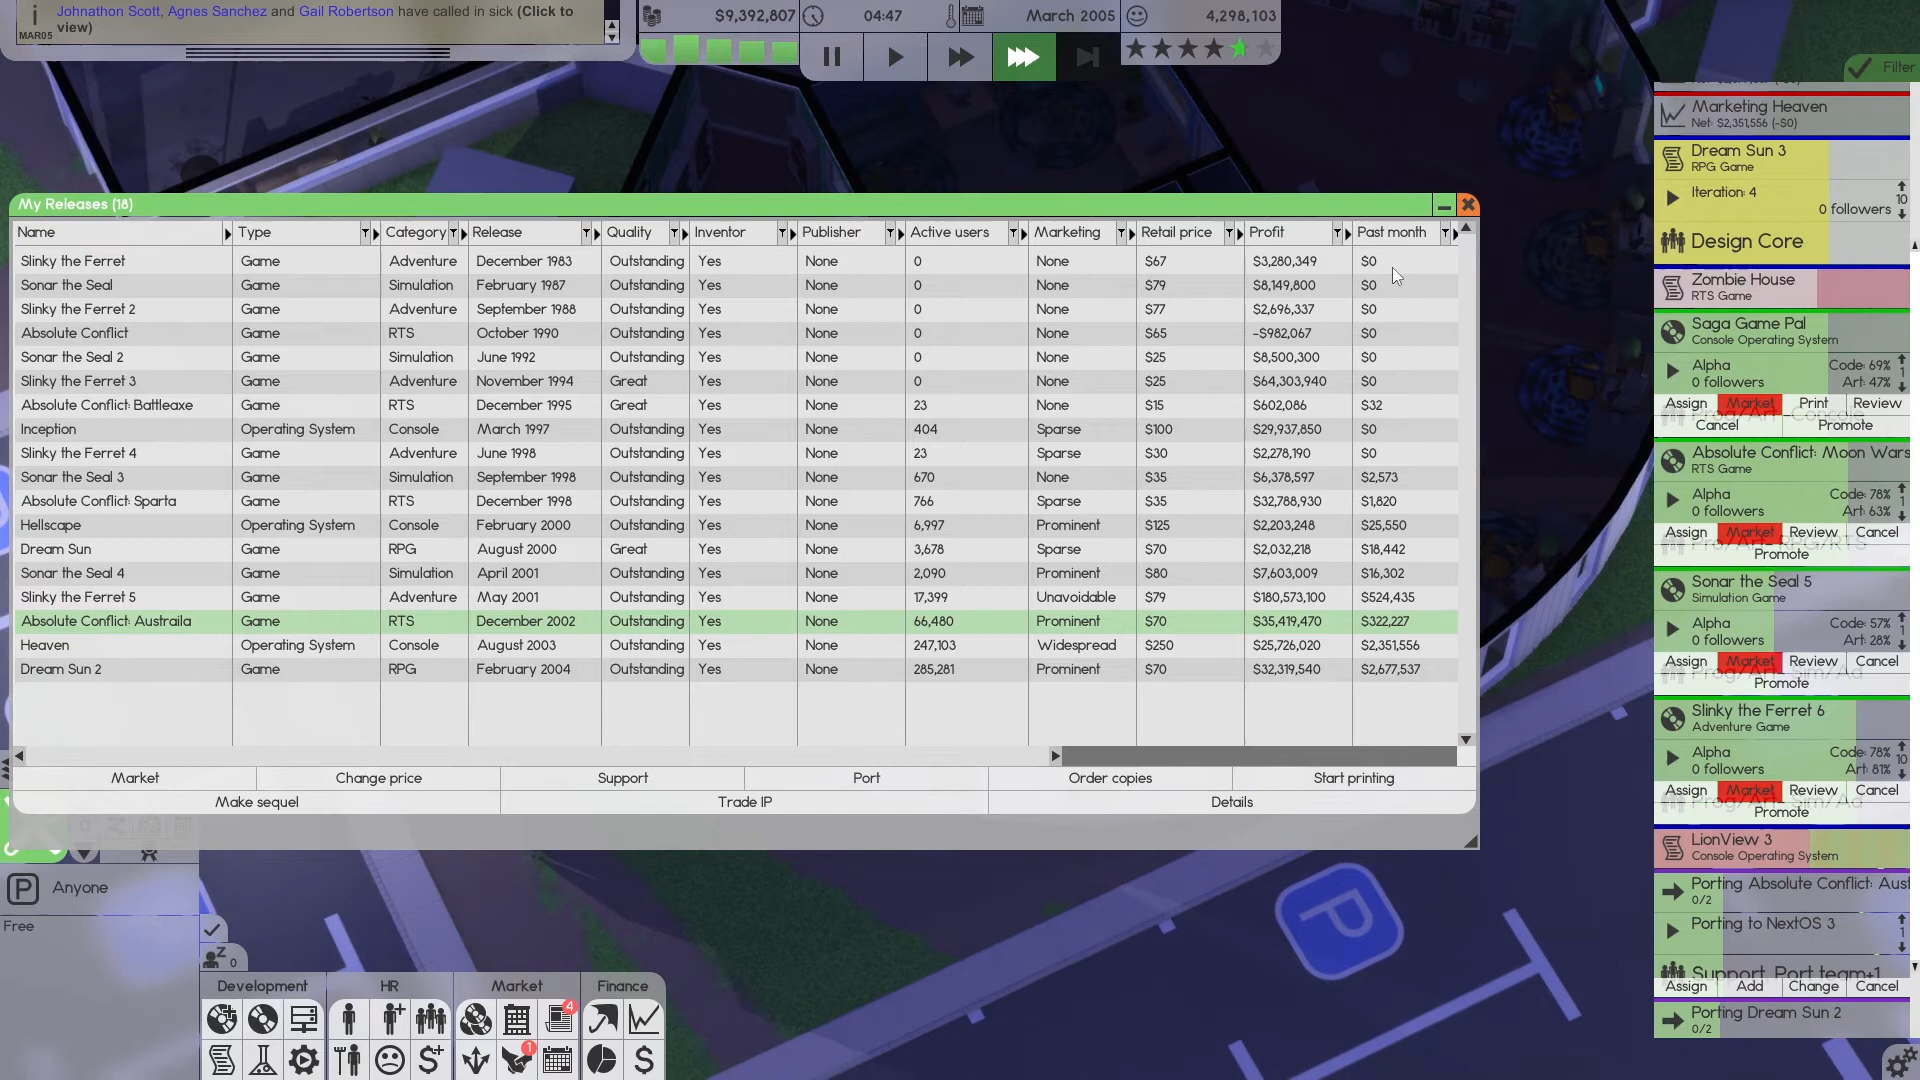 Johnathon Scott, Agnes Sanchez and Gail Robertson have called in sick (Click to
view)
MAR05
$9,392,807
04:47
March 2005
4,298,103
Filter
My Releases (18)
Name Type Category Release Quality Inventor Publisher Active users Marketing Retail price Profit Past month
Slinky the Ferret Game Adventure December 1983 Outstanding Yes None 0 None $67 $3,280,349 $0
Sonar the Seal Game Simulation February 1987 Outstanding Yes None 0 None $79 $8,149,800 $0
Slinky the Ferret 2 Game Adventure September 1988 Outstanding Yes None 0 None $77 $2,696,337 $0
Absolute Conflict Game RTS October 1990 Outstanding Yes None 0 None $65 -$982,067 $0
Sonar the Seal 2 Game Simulation June 1992 Outstanding Yes None 0 None $25 $8,500,300 $0
Slinky the Ferret 3 Game Adventure November 1994 Great Yes None 0 None $25 $64,303,940 $0
Absolute Conflict: Battleaxe Game RTS December 1995 Great Yes None 23 None $15 $602,086 $32
Inception Operating System Console March 1997 Outstanding Yes None 404 Sparse $100 $29,937,850 $0
Slinky the Ferret 4 Game Adventure June 1998 Outstanding Yes None 23 Sparse $30 $2,278,190 $0
Sonar the Seal 3 Game Simulation September 1998 Outstanding Yes None 670 None $35 $6,378,597 $2,573
Absolute Conflict: Sparta Game RTS December 1998 Outstanding Yes None 766 Sparse $35 $32,788,930 $1,820
Hellscape Operating System Console February 2000 Outstanding Yes None 6,997 Prominent $125 $2,203,248 $25,550
Dream Sun Game RPG August 2000 Great Yes None 3,678 Sparse $70 $2,032,218 $18,442
Sonar the Seal 4 Game Simulation April 2001 Outstanding Yes None 2,090 Prominent $80 $7,603,009 $16,302
Slinky the Ferret 5 Game Adventure May 2001 Outstanding Yes None 17,399 Unavoidable $79 $180,573,100 $524,435
Absolute Conflict: Austraila Game RTS December 2002 Outstanding Yes None 66,480 Prominent $70 $35,419,470 $322,227
Heaven Operating System Console August 2003 Outstanding Yes None 247,103 Widespread $250 $25,726,020 $2,351,556
Dream Sun 2 Game RPG February 2004 Outstanding Yes None 285,281 Prominent $70 $32,319,540 $2,677,537
Market Change price Support Port Order copies Start printing
Make sequel Trade IP Details
Marketing Heaven
Net: $2,351,556 (-$0)
Dream Sun 3
RPG Game
Iteration: 4
10
0 followers
Design Core
Zombie House
RTS Game
Saga Game Pal
Console Operating System
Alpha Code: 69%
1
0 followers Art: 47%
Assign Market Print Review
Cancel Promote
Absolute Conflict: Moon Wars
RTS Game
Alpha Code: 78%
1
0 followers Art: 63%
Assign Market Review Cancel
Promote
Sonar the Seal 5
Simulation Game
Alpha Code: 57%
1
0 followers Art: 28%
Assign Market Review Cancel
Promote
Slinky the Ferret 6
Adventure Game
Alpha Code: 78%
10
0 followers Art: 81%
Assign Market Review Cancel
Promote
LionView 3
Console Operating System
Porting Absolute Conflict: Aust
0/2
Porting to NextOS 3
1
Support, Port team+1
Assign Add Change Cancel
Porting Dream Sun 2
0/2
P Anyone
Free
0
Development HR Market Finance
4
1
P